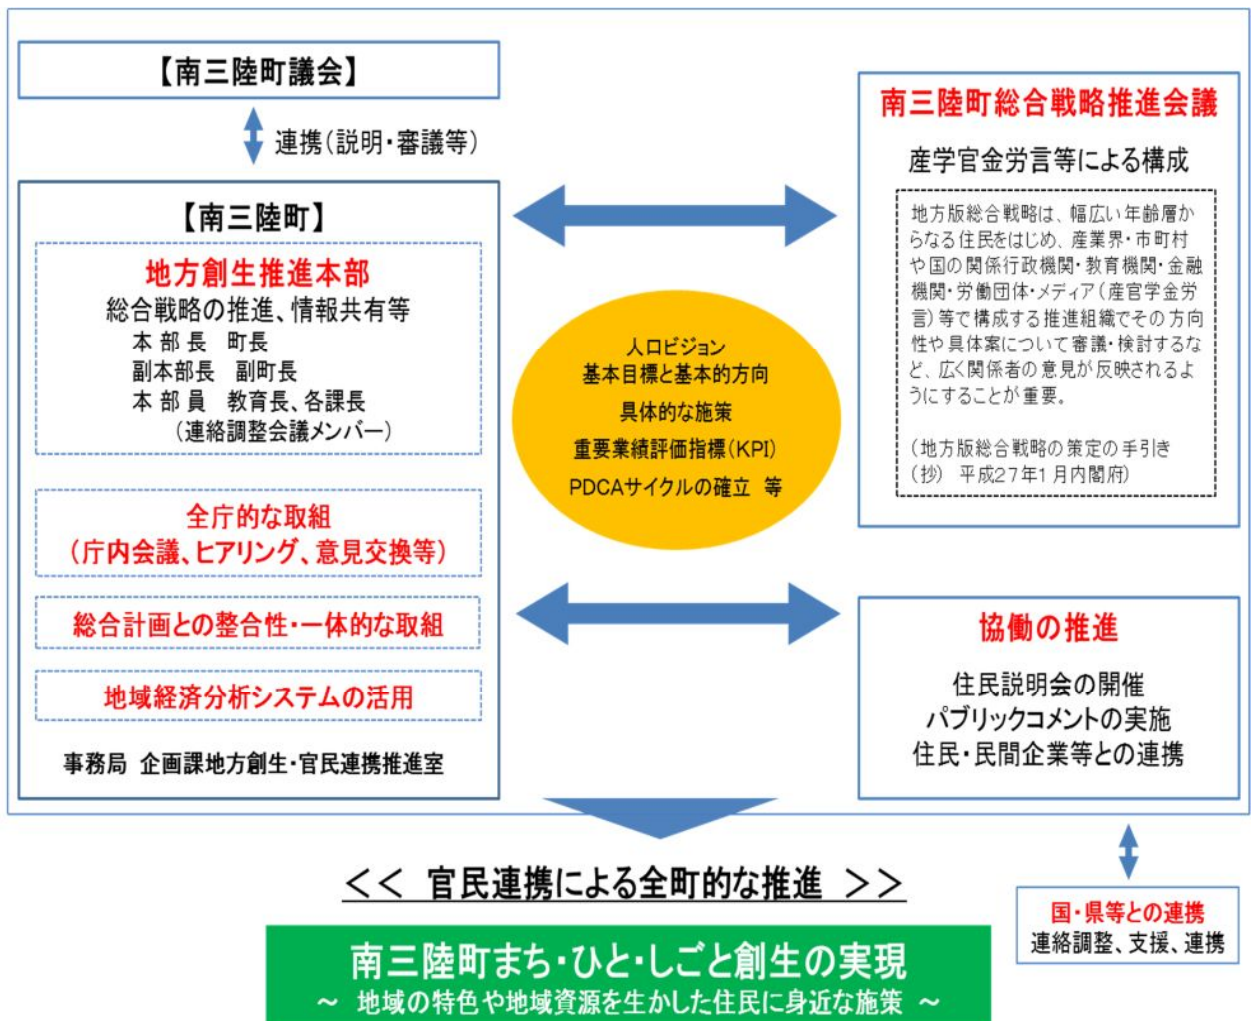 【南三陸町議会】
連携(説明・審議等)
【南三陸町】
地方創生推進本部
総合戦略の推進、情報共有等
本 部 長　町長
副本部長　副町長
本 部 員　教育長、各課長
(連絡調整会議メンバー)
全庁的な取組
(庁内会議、ヒアリング、意見交換等)
総合計画との整合性・一体的な取組
地域経済分析システムの活用
事務局 企画課地方創生・官民連携推進室
人口ビジョン
基本目標と基本的方向
具体的な施策
重要業績評価指標(KPI)
PDCAサイクルの確立 等
南三陸町総合戦略推進会議
産学官金労言等による構成
地方版総合戦略は、幅広い年齢層か
らなる住民をはじめ、産業界・市町村
や国の関係行政機関・教育機関・金融
機関・労働団体・メディア(産官学金労
言)等で構成する推進組織でその方向
性や具体案について審議・検討するな
ど、広く関係者の意見が反映されるよ
うにすることが重要。
(地方版総合戦略の策定の手引き
(抄)　平成27年1月内閣府)
協働の推進
住民説明会の開催
パブリックコメントの実施
住民・民間企業等との連携
国・県等との連携
連絡調整、支援、連携
<< 官民連携による全町的な推進 >>
南三陸町まち・ひと・しごと創生の実現
～ 地域の特色や地域資源を生かした住民に身近な施策 ～